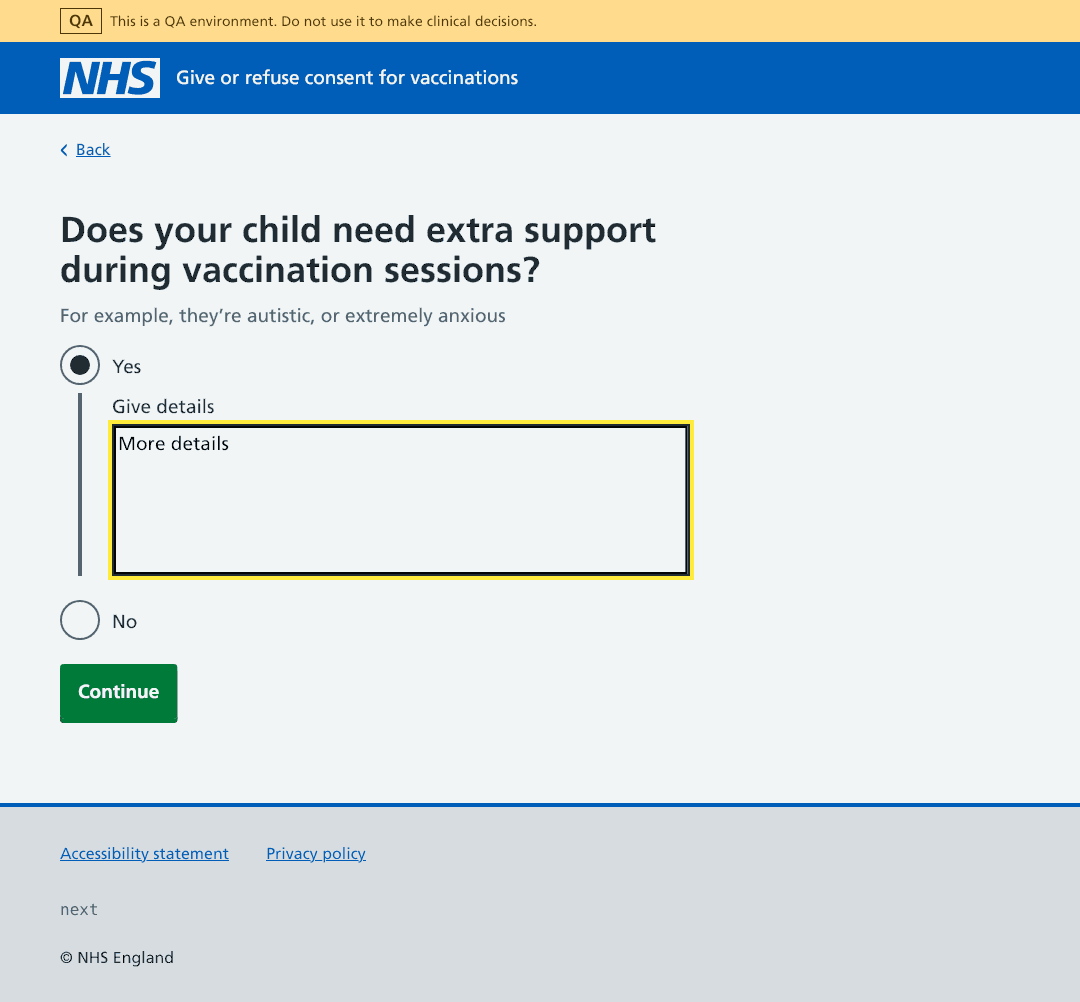 QA This is a QA environment. Do not use it to make clinical decisions.
NHS Give or refuse consent for vaccinations
Back
Does your child need extra support
during vaccination sessions?
For example, they’re autistic, or extremely anxious
Yes
Give details
More details
No
Continue
Accessibility statement Privacy policy
next
© NHS England